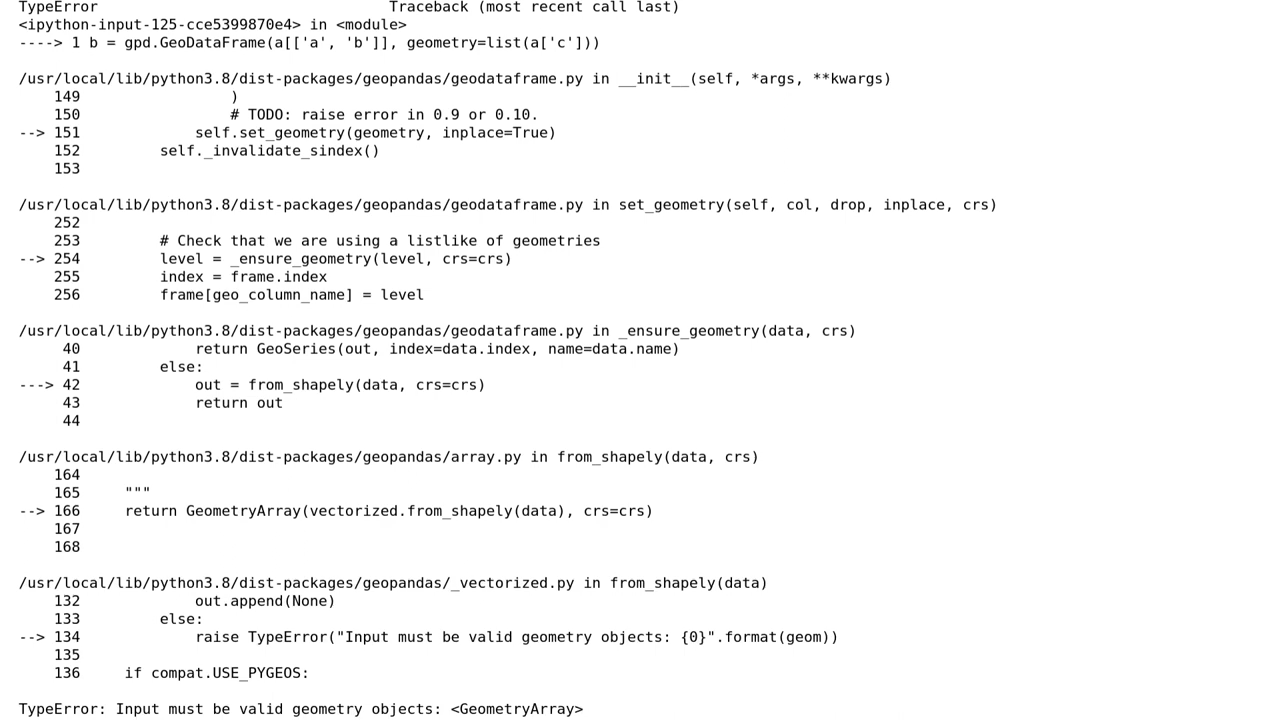 TypeError                                 Traceback (most recent call last)
<ipython-input-125-cce5399870e4> in <module>
----> 1 b = gpd.GeoDataFrame(a[['a', 'b']], geometry=list(a['c']))

/usr/local/lib/python3.8/dist-packages/geopandas/geodataframe.py in __init__(self, *args, **kwargs)
    149                 )
    150                 # TODO: raise error in 0.9 or 0.10.
--> 151             self.set_geometry(geometry, inplace=True)
    152         self._invalidate_sindex()
    153

/usr/local/lib/python3.8/dist-packages/geopandas/geodataframe.py in set_geometry(self, col, drop, inplace, crs)
    252
    253         # Check that we are using a listlike of geometries
--> 254         level = _ensure_geometry(level, crs=crs)
    255         index = frame.index
    256         frame[geo_column_name] = level

/usr/local/lib/python3.8/dist-packages/geopandas/geodataframe.py in _ensure_geometry(data, crs)
     40             return GeoSeries(out, index=data.index, name=data.name)
     41         else:
---> 42             out = from_shapely(data, crs=crs)
     43             return out
     44

/usr/local/lib/python3.8/dist-packages/geopandas/array.py in from_shapely(data, crs)
    164
    165     """
--> 166     return GeometryArray(vectorized.from_shapely(data), crs=crs)
    167
    168

/usr/local/lib/python3.8/dist-packages/geopandas/_vectorized.py in from_shapely(data)
    132             out.append(None)
    133         else:
--> 134             raise TypeError("Input must be valid geometry objects: {0}".format(geom))
    135
    136     if compat.USE_PYGEOS:

TypeError: Input must be valid geometry objects: <GeometryArray>